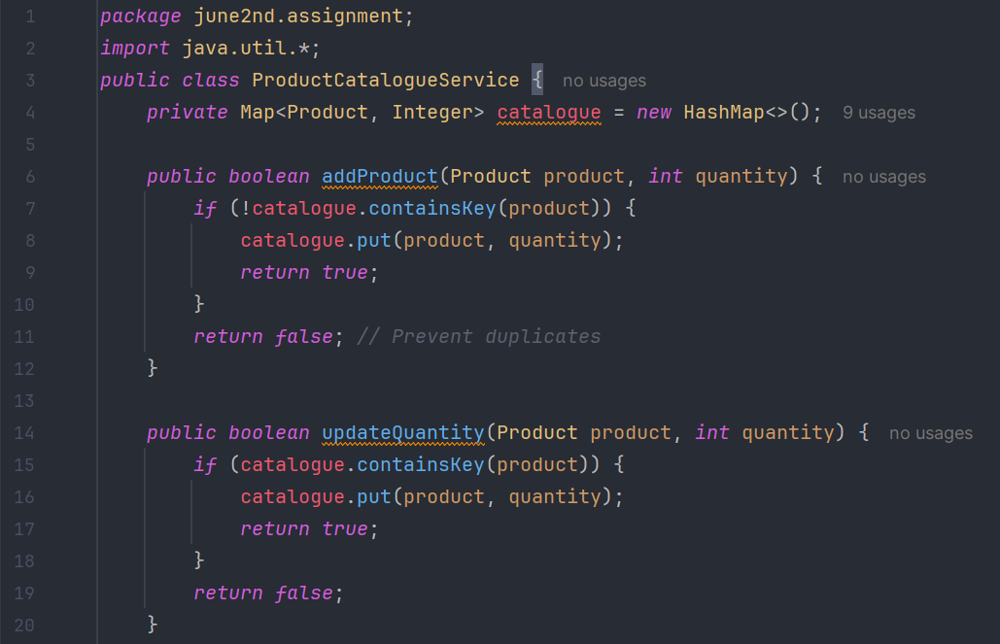 1 package june2nd.assignment;
2 import java.util.*;
3 public class ProductCatalogueService { no usages
4 private Map<Product, Integer> catalogue = new HashMap<>(); 9 usages
5
6 public boolean addProduct(Product product, int quantity) { no usages
7 if (!catalogue.containsKey(product)) {
8 catalogue.put(product, quantity);
9 return true;
10 }
11 return false; // Prevent duplicates
12 }
13
14 public boolean updateQuantity(Product product, int quantity) { no usages
15 if (catalogue.containsKey(product)) {
16 catalogue.put(product, quantity);
17 return true;
18 }
19 return false;
20 }